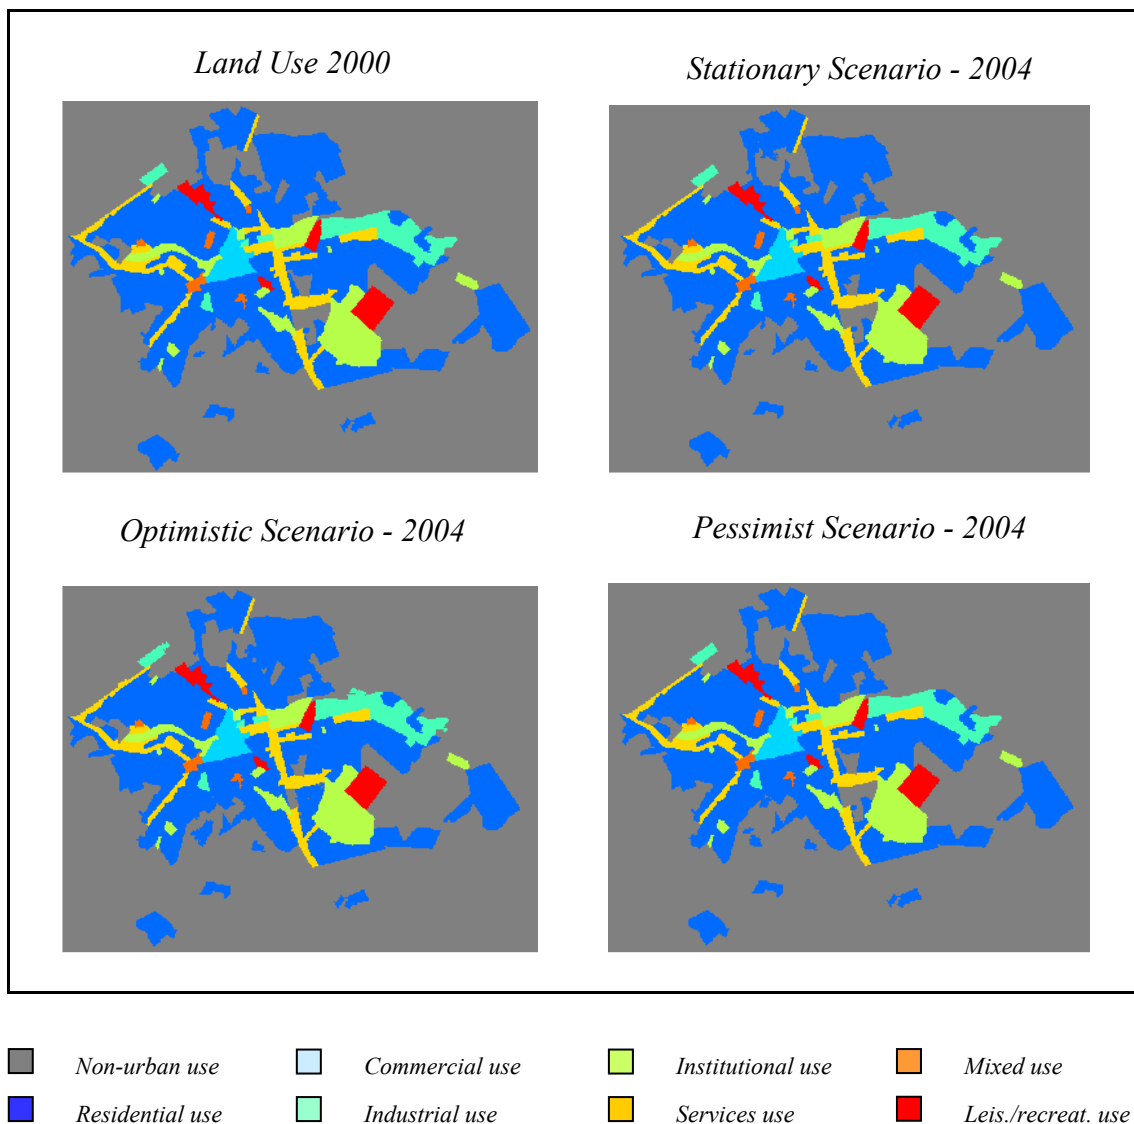 Land Use 2000
Stationary Scenario - 2004
Optimistic Scenario - 2004
Pessimist Scenario - 2004
Non-urban use
Commercial use
Institutional use
Mixed use
Residential use
Industrial use
Services use
Leis./recreat. use